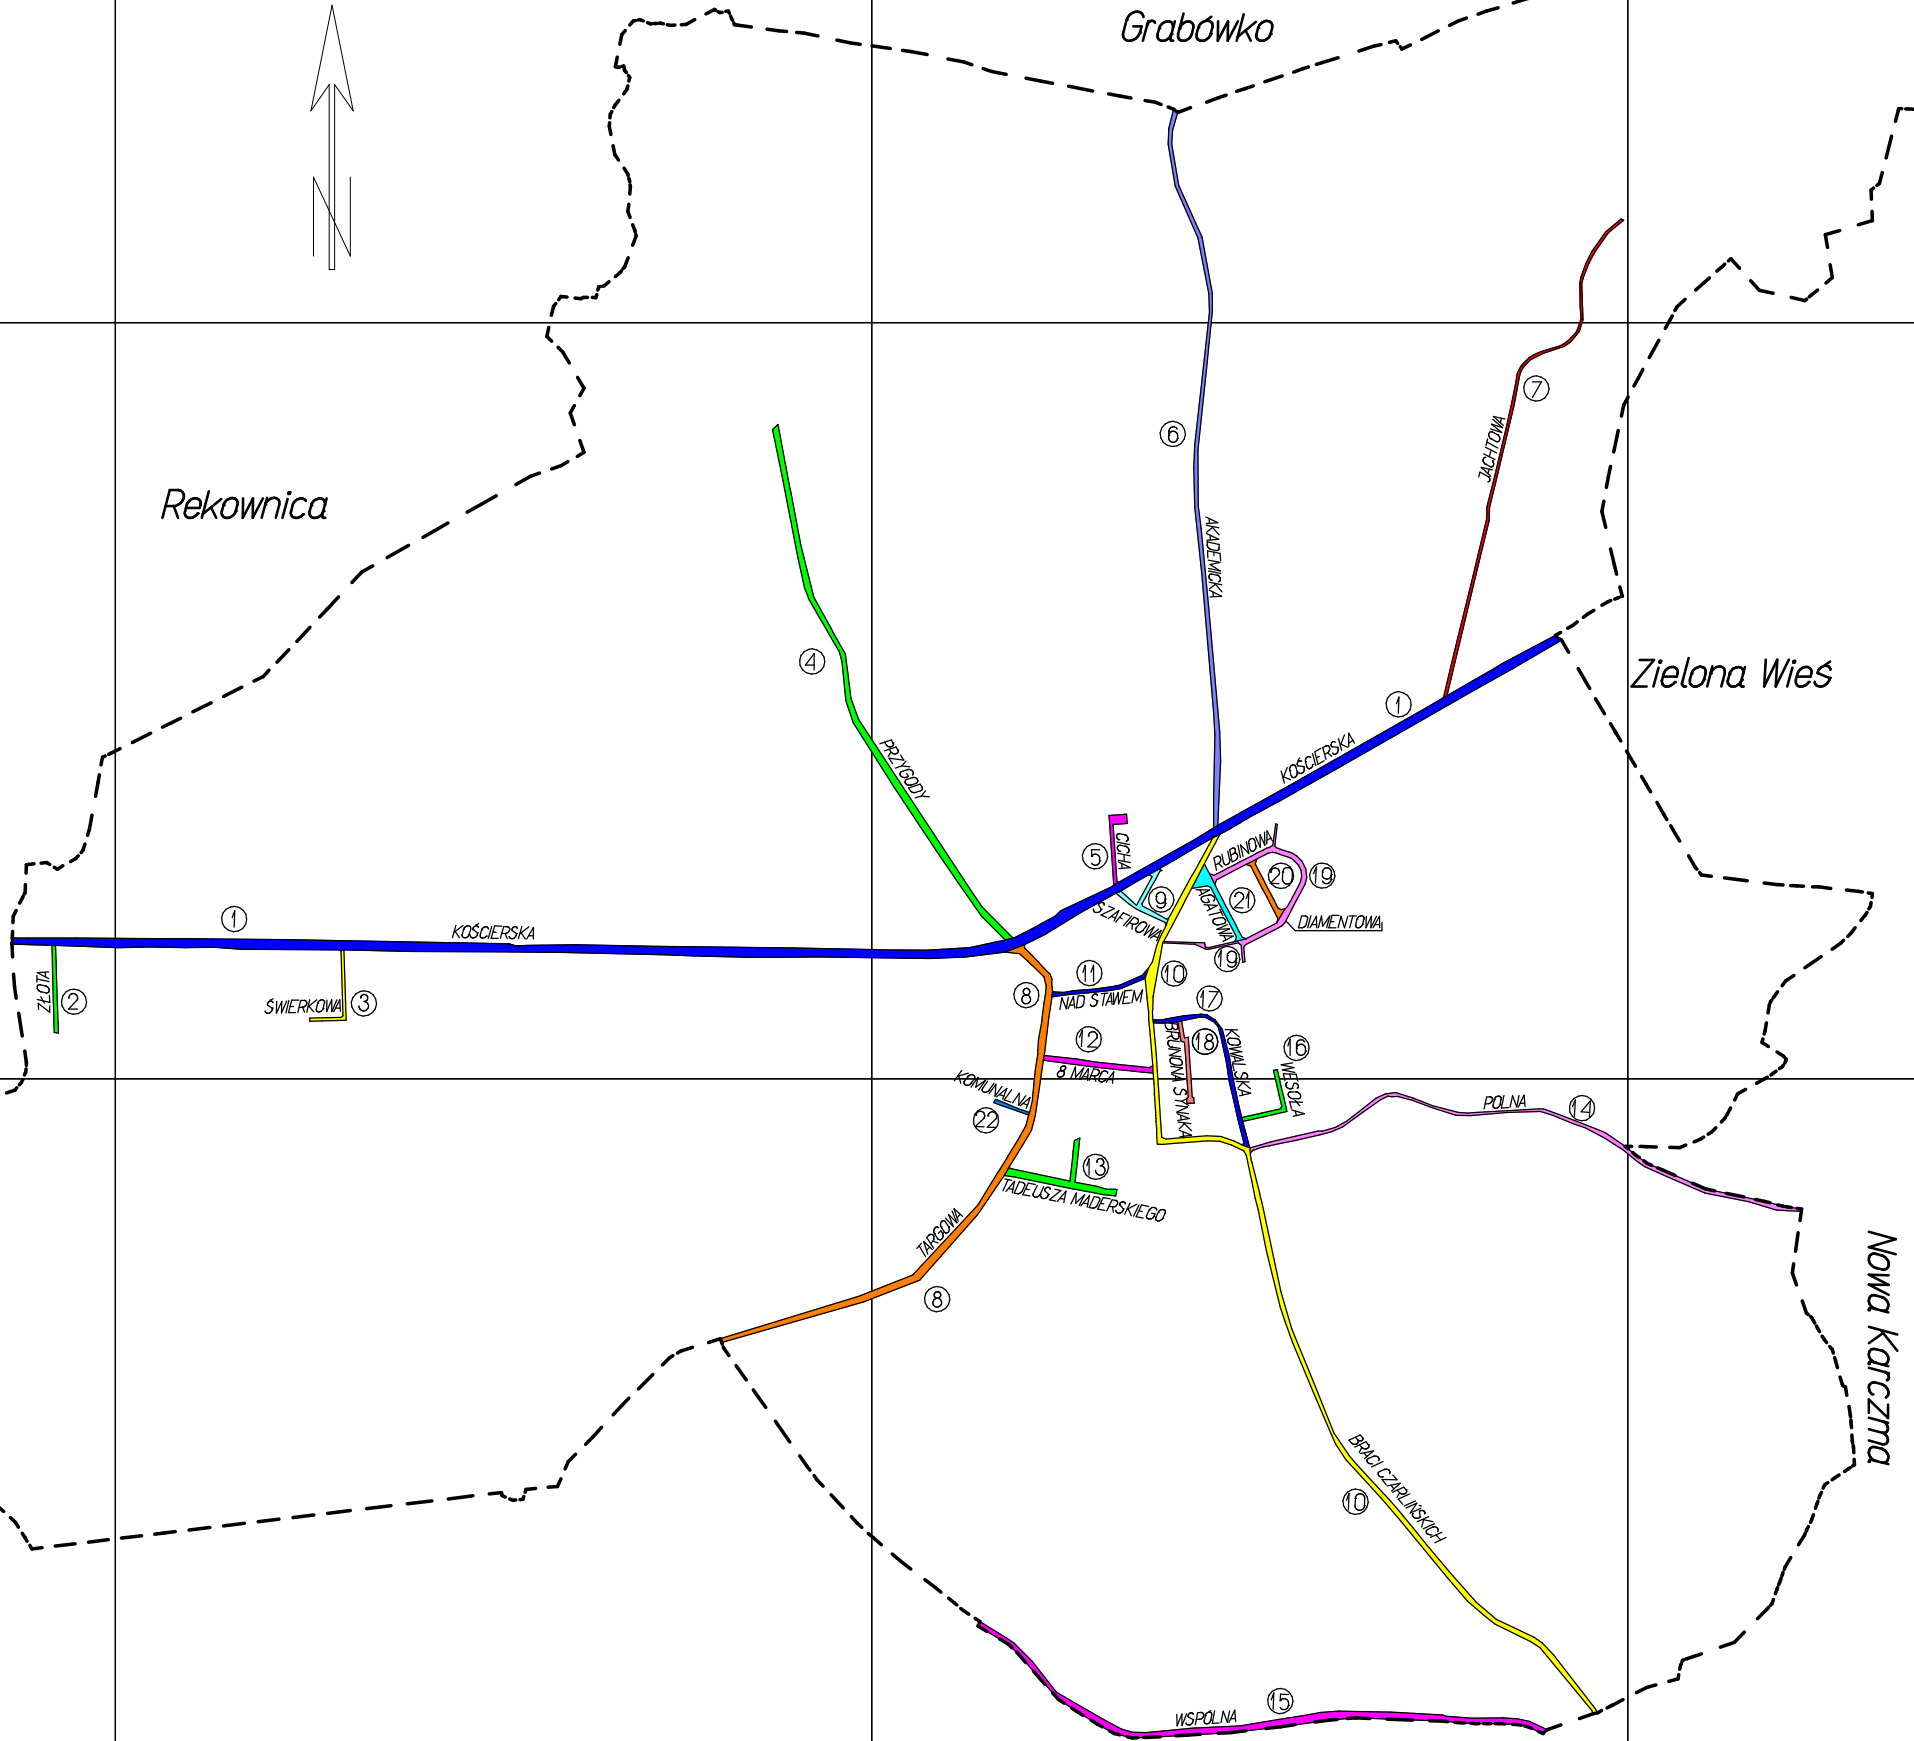 Grabówko
N
7
JACHTOWA
6
Rekownica
AKADEMICKA
4
Zielona Wieś
1
KOŚCIERSKA
PRZYGODY
CICHA
5
RUBINOWA
20
19
9
21
AGATOWA
SZAFIROWA
DIAMENTOWA
1
KOŚCIERSKA
19
11
10
ZŁOTA
2
ŚWIERKOWA
3
8
NAD STAWEM
17
12
18
KOWALSKA
16
BRUNONA SYNAKA
8 MARCA
WESOŁA
KOMUNALNA
22
POLNA
14
13
TADEUSZA MADERSKIEGO
TARGOWA
8
Nowa Karczma
BRACI CZARLIŃSKICH
10
15
WSPÓLNA